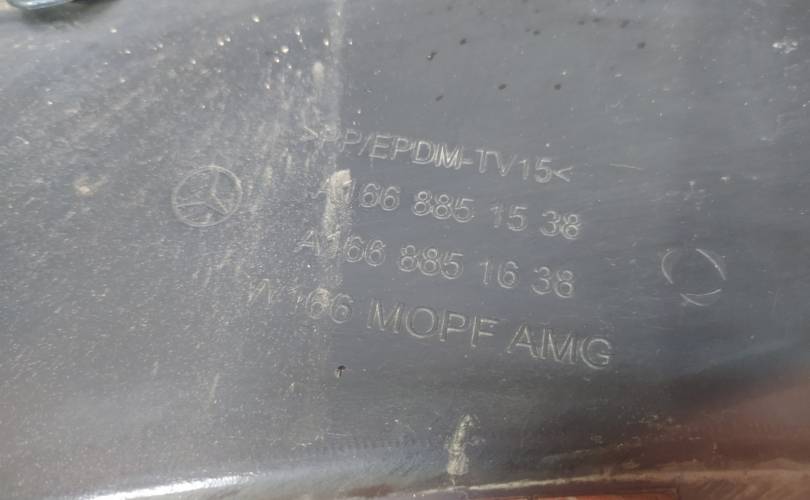 >PP/EPDM-TV15<
A166 885 15 38
A166 885 16 38
W166 MOPF AMG